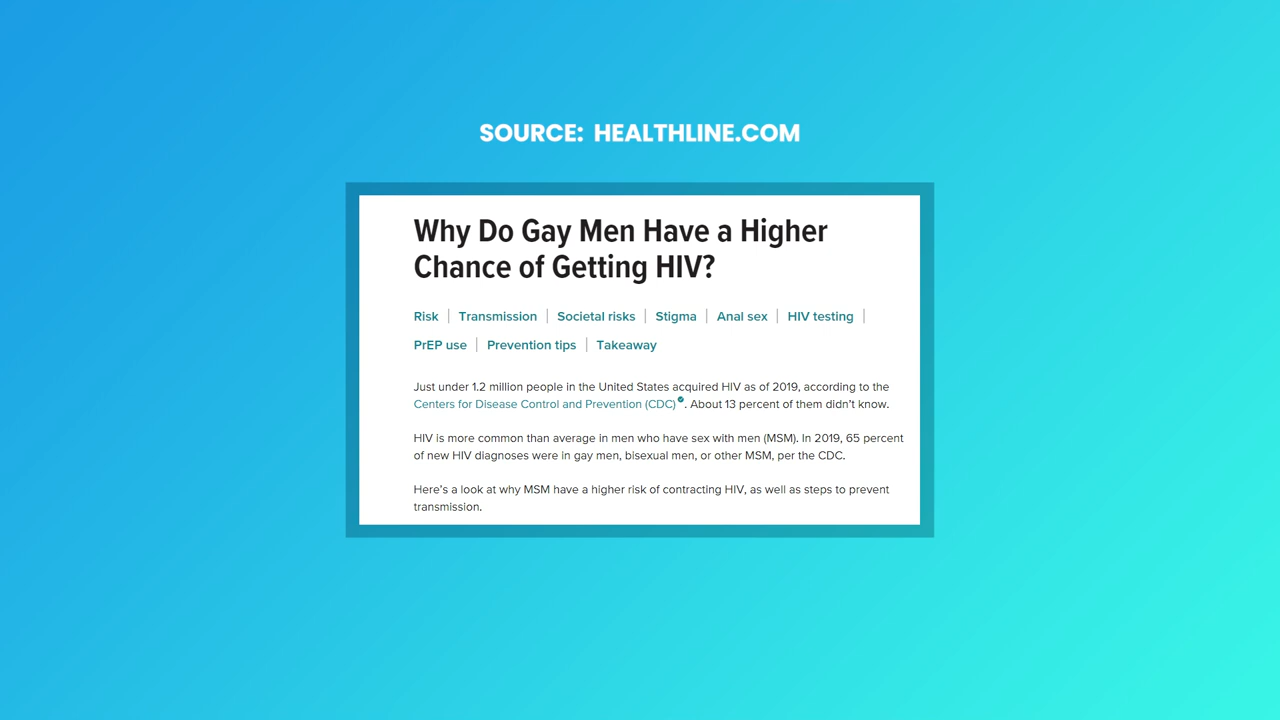 SOURCE: HEALTHLINE.COM
Why Do Gay Men Have a Higher
Chance of Getting HIV?
Risk | Transmission | Societal risks | Stigma | Anal sex | HIV testing |
PrEP use | Prevention tips | Takeaway
Just under 1.2 million people in the United States acquired HIV as of 2019, according to the
Centers for Disease Control and Prevention (CDC). About 13 percent of them didn't know.
HIV is more common than average in men who have sex with men (MSM). In 2019, 65 percent
of new HIV diagnoses were in gay men, bisexual men, or other MSM, per the CDC.
Here's a look at why MSM have a higher risk of contracting HIV, as well as steps to prevent
transmission.